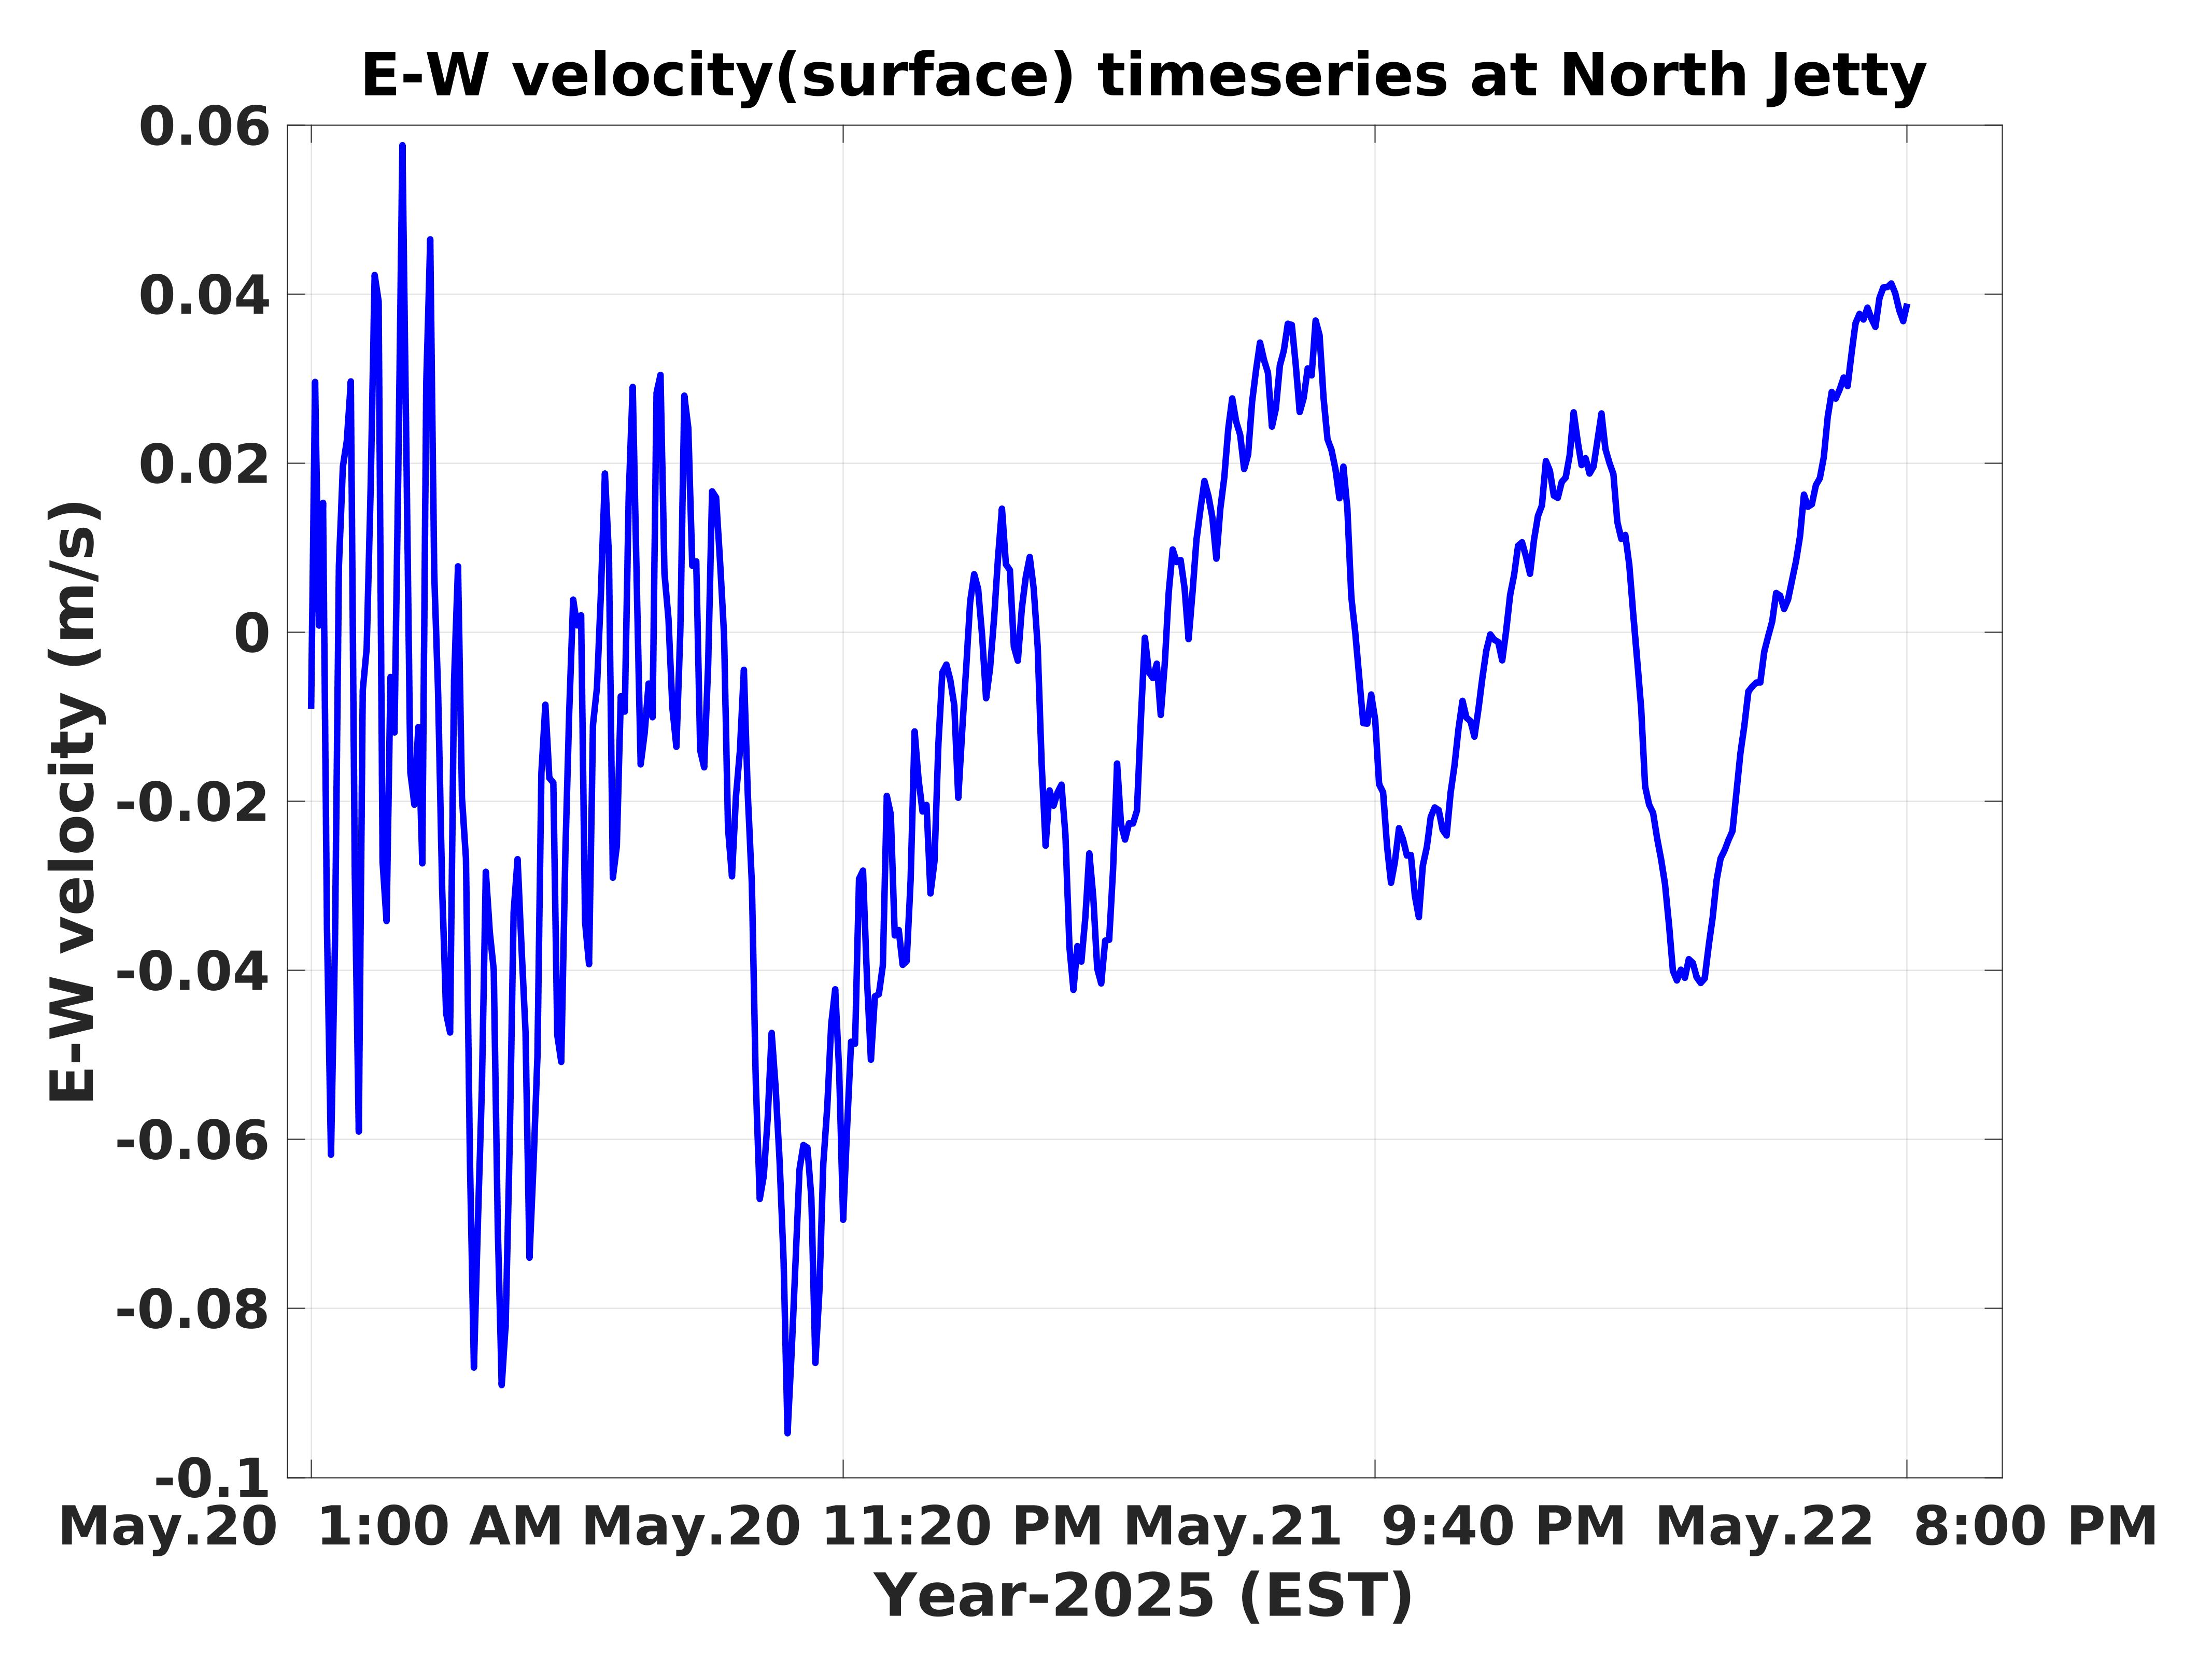 E-W velocity(surface) timeseries at North Jetty
0.06
0.04
0.02
0
-0.02
-0.04
-0.06
-0.08
-0.1
E-W velocity (m/s)
May.20 1:00 AM May.20 11:20 PM May.21 9:40 PM May.22 8:00 PM
Year-2025 (EST)